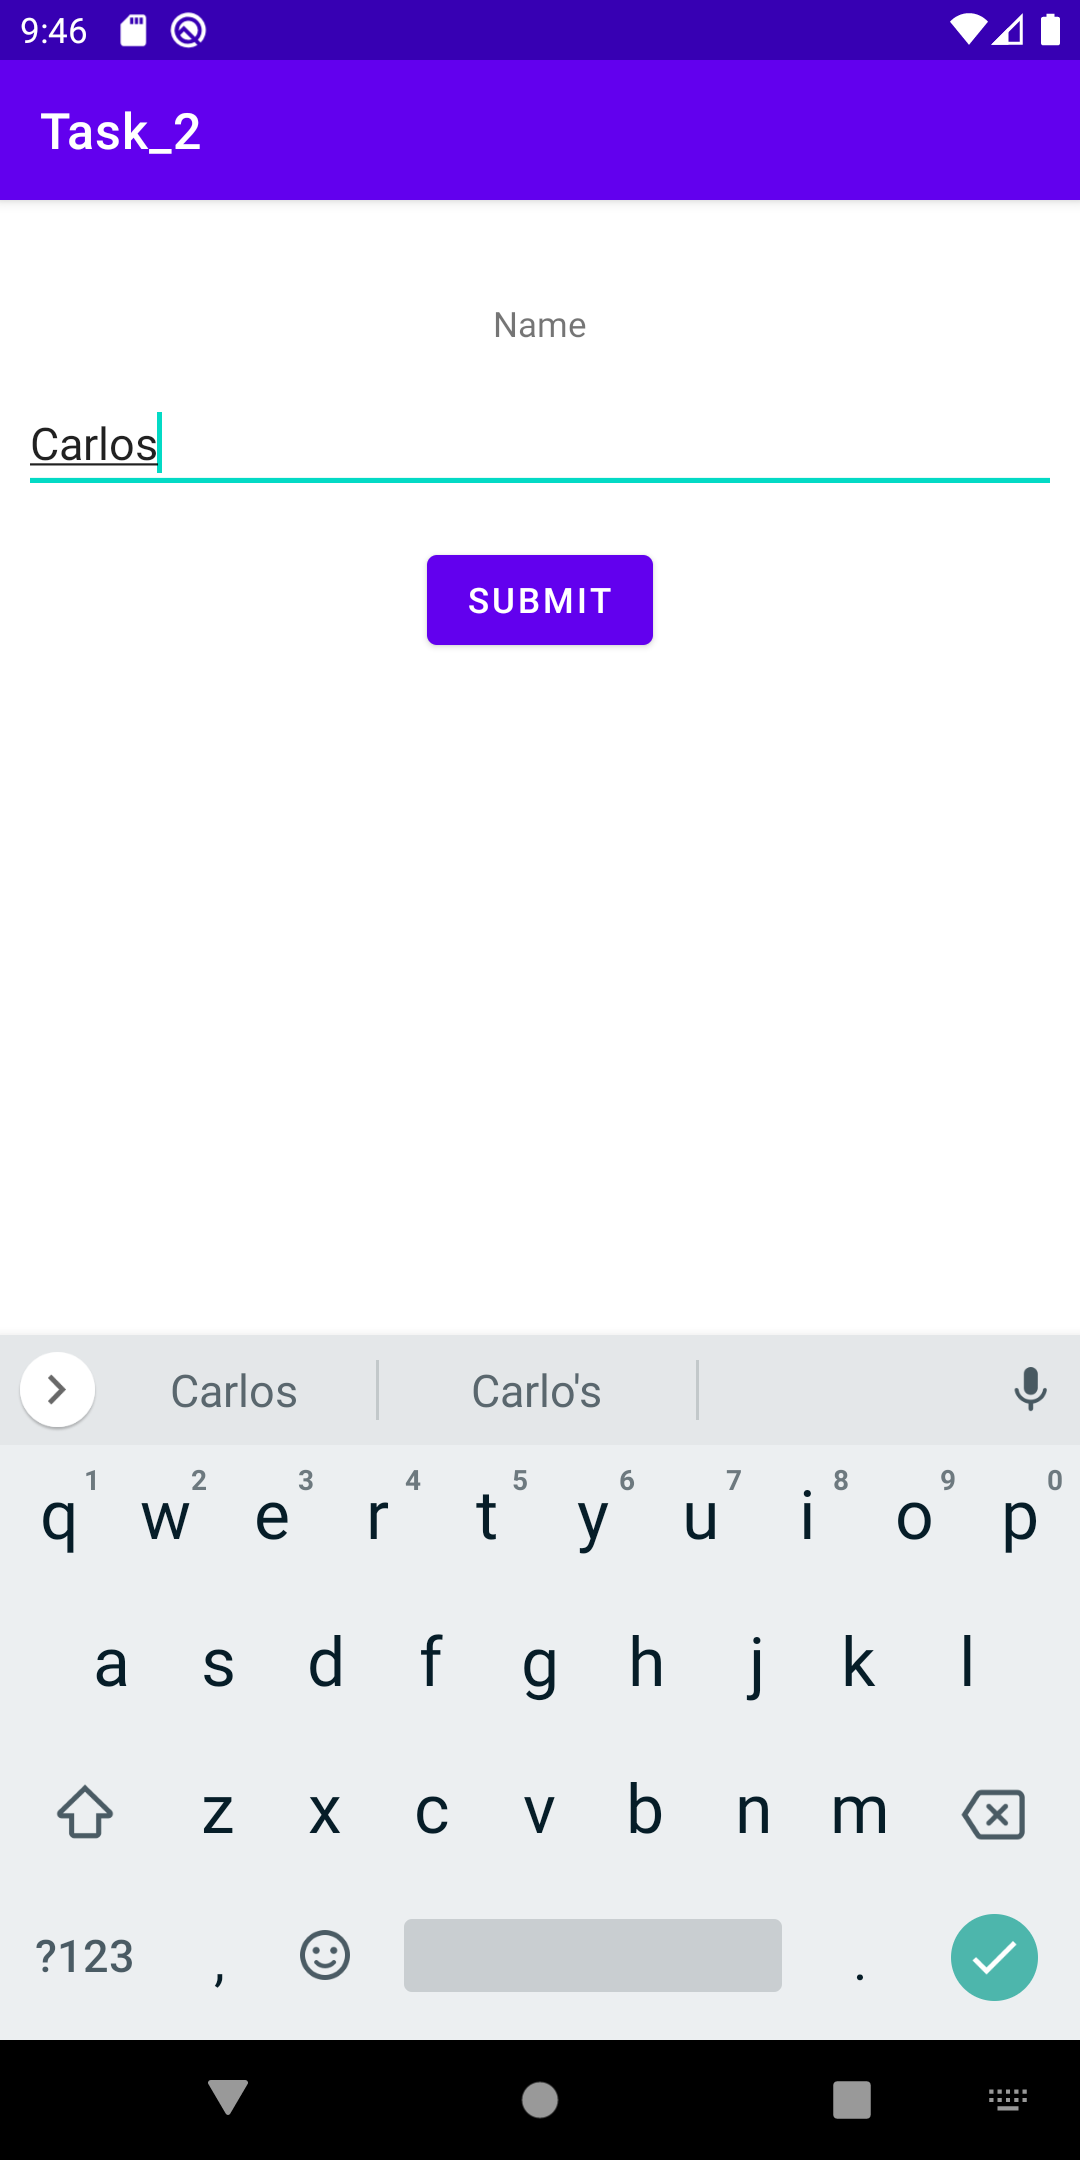 9:46
Task_2
Name
Carlos
SUBMIT
Carlos Carlo's
q 1 w 2 e 3 r 4 t 5 y 6 u 7 i 8 o 9 p 0
a s d f g h j k l
z x c v b n m
?123 , .